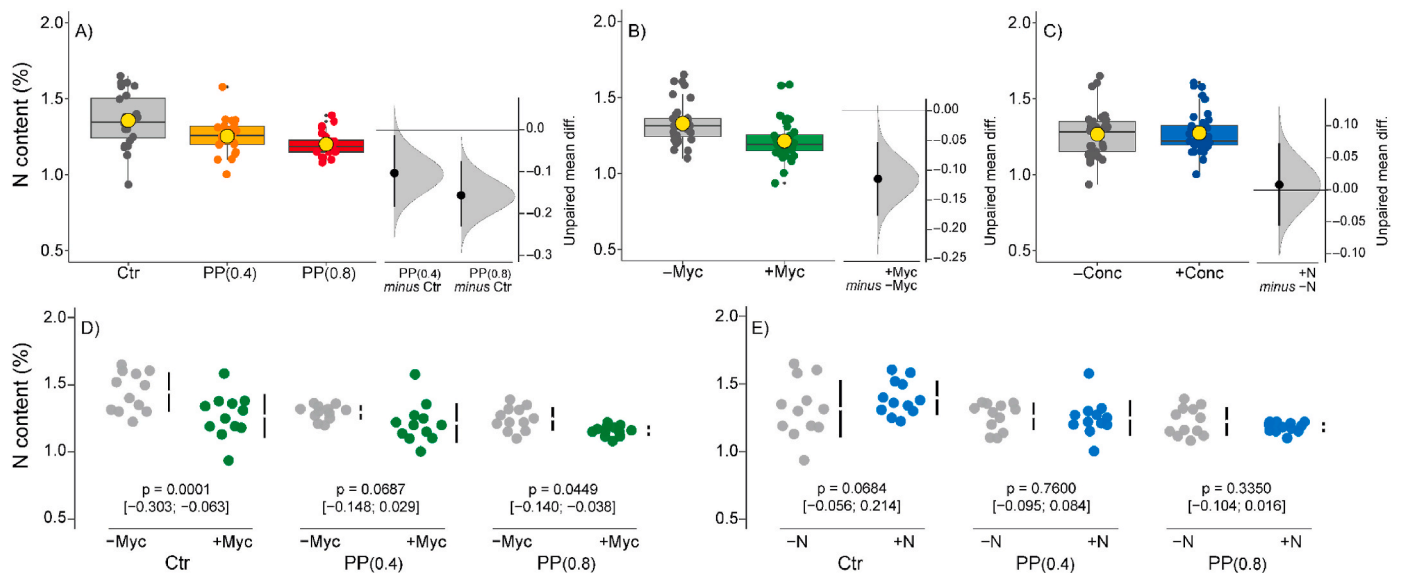 A)
N content (%)
2.0
1.5
1.0
0.5
Ctr
PP(0.4)
PP(0.8)
PP(0.4)
minus Ctr
PP(0.8)
minus Ctr
0.0
−0.1
−0.2
−0.3
Unpaired mean diff.
B)
2.0
1.5
1.0
0.5
−Myc
+Myc
+Myc
minus −Myc
0.00
−0.05
−0.10
−0.15
−0.20
−0.25
Unpaired mean diff.
C)
2.0
1.5
1.0
0.5
−Conc
+Conc
+N
minus −N
0.10
0.05
0.00
−0.05
−0.10
Unpaired mean diff.
D)
N content (%)
2.0
1.5
1.0
0.5
p = 0.0001
[−0.303; −0.063]
p = 0.0687
[−0.148; 0.029]
p = 0.0449
[−0.140; −0.038]
−Myc +Myc −Myc +Myc −Myc +Myc
Ctr PP(0.4) PP(0.8)
E)
2.0
1.5
1.0
0.5
p = 0.0684
[−0.056; 0.214]
p = 0.7600
[−0.095; 0.084]
p = 0.3350
[−0.104; 0.016]
−N +N −N +N −N +N
Ctr PP(0.4) PP(0.8)